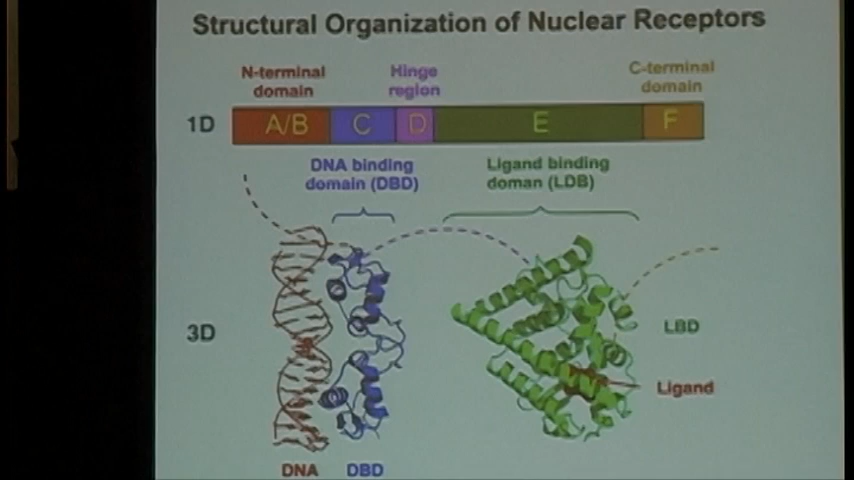 Structural Organization of Nuclear Receptors
N-terminal
domain
Hinge
region
C-terminal
domain
1D
A/B
C
D
E
F
DNA binding
domain (DBD)
Ligand binding
doman (LDB)
3D
LBD
Ligand
DNA
DBD